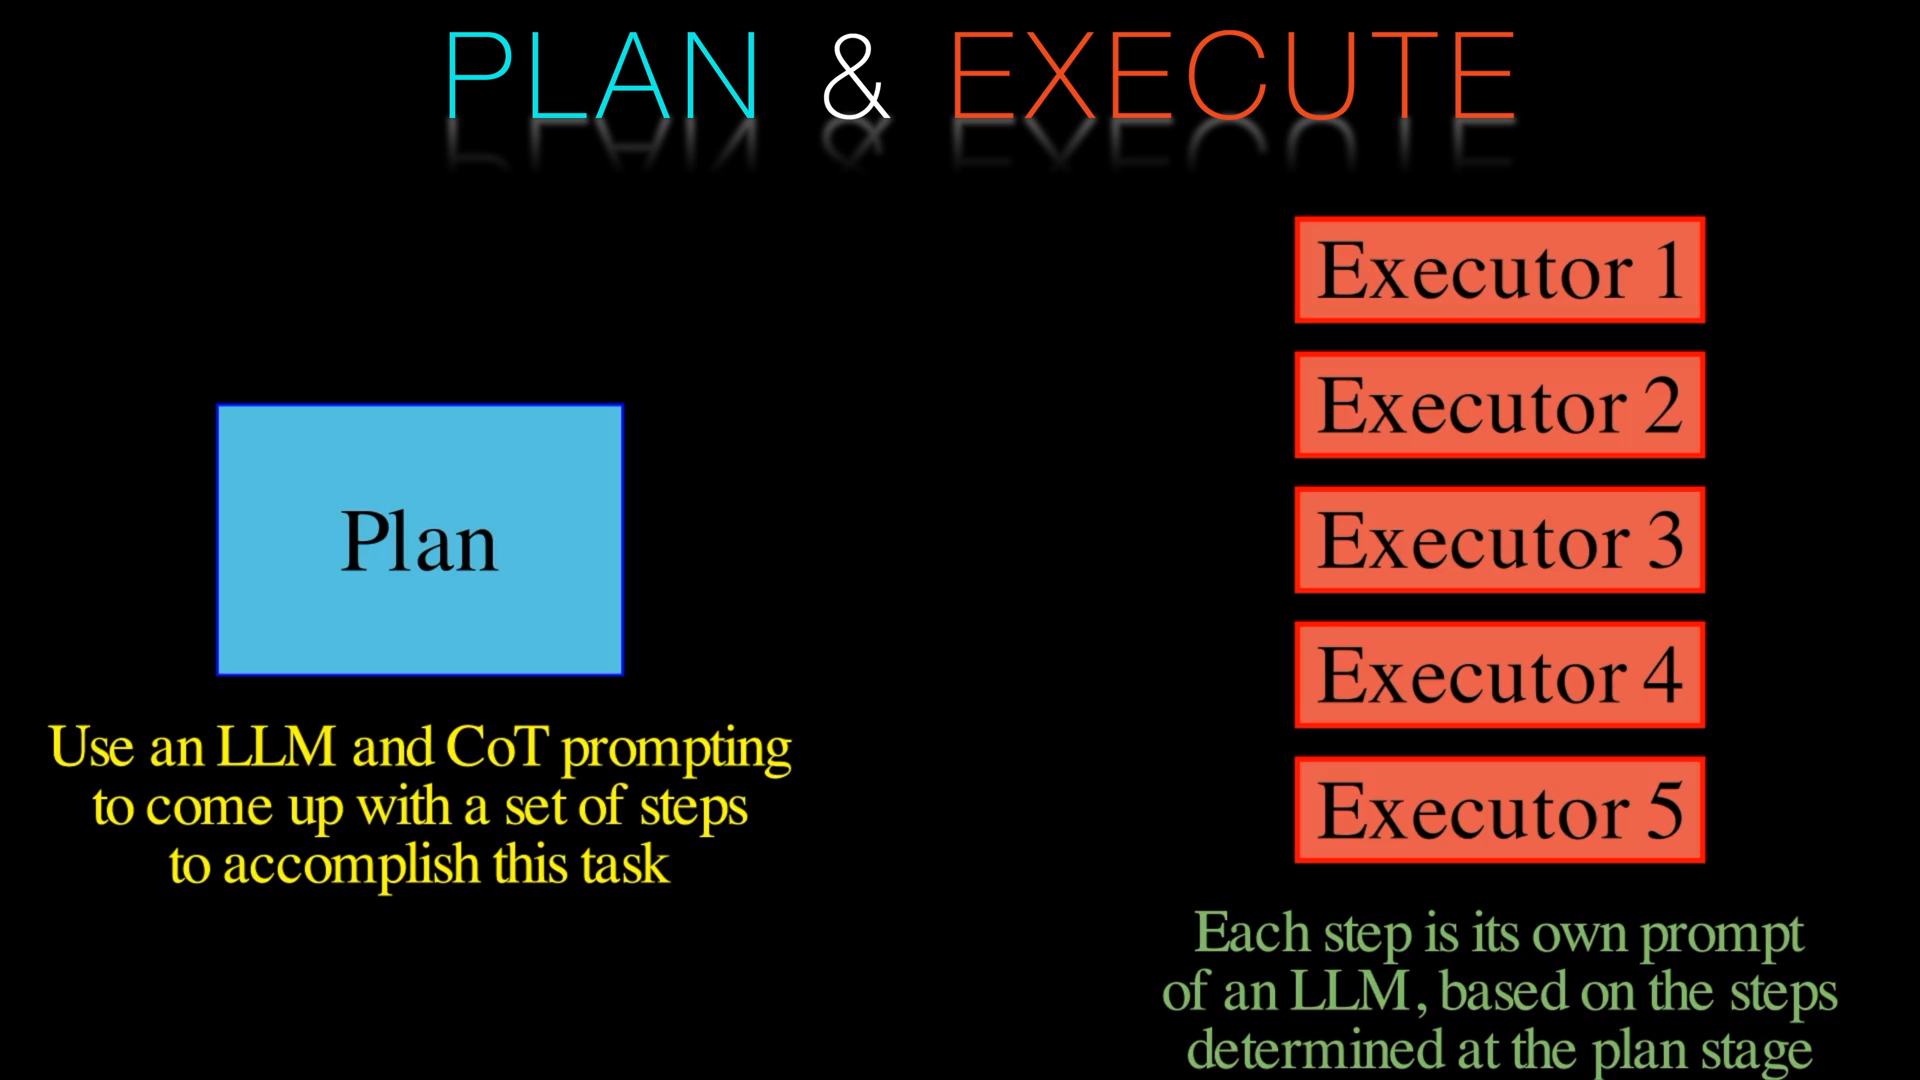 PLAN & EXECUTE
Plan
Use an LLM and CoT prompting
to come up with a set of steps
to accomplish this task
Executor 1
Executor 2
Executor 3
Executor 4
Executor 5
Each step is its own prompt
of an LLM, based on the steps
determined at the plan stage